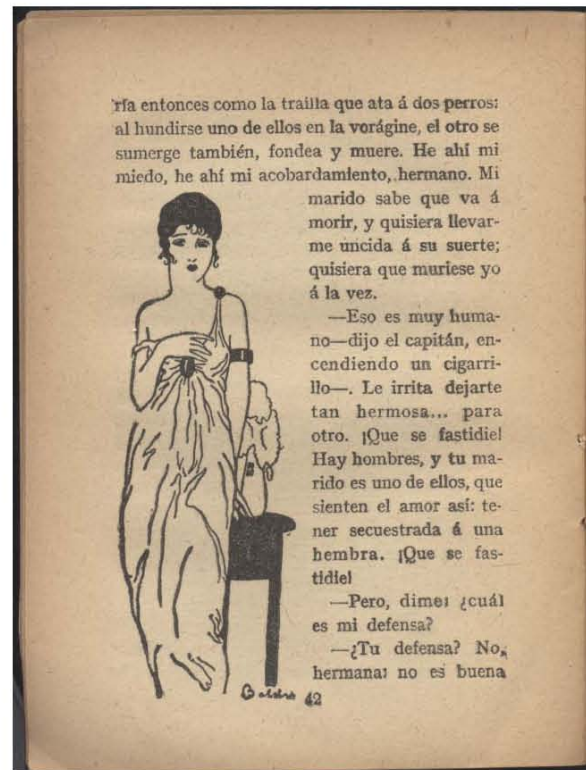 ría entonces como la trailla que ata á dos perros:
al hundirse uno de ellos en la vorágine, el otro se
sumerge también, fondea y muere. He ahí mi
miedo, he ahí mi acobardamiento, hermano. Mi
marido sabe que va á
morir, y quisiera llevar-
me uncida á su suerte;
quisiera que muriese yo
á la vez.
—Eso es muy huma-
no—dijo el capitán, en-
cendiendo un cigarri-
llo—. Le irrita dejarte
tan hermosa... para
otro. ¡Que se fastidie!
Hay hombres, y tu ma-
rido es uno de ellos, que
sienten el amor así: te-
ner secuestrada á una
hembra. ¡Que se fas-
tidie!
—Pero, dime: ¿cuál
es mi defensa?
—¿Tu defensa? No,
hermana: no es buena
42